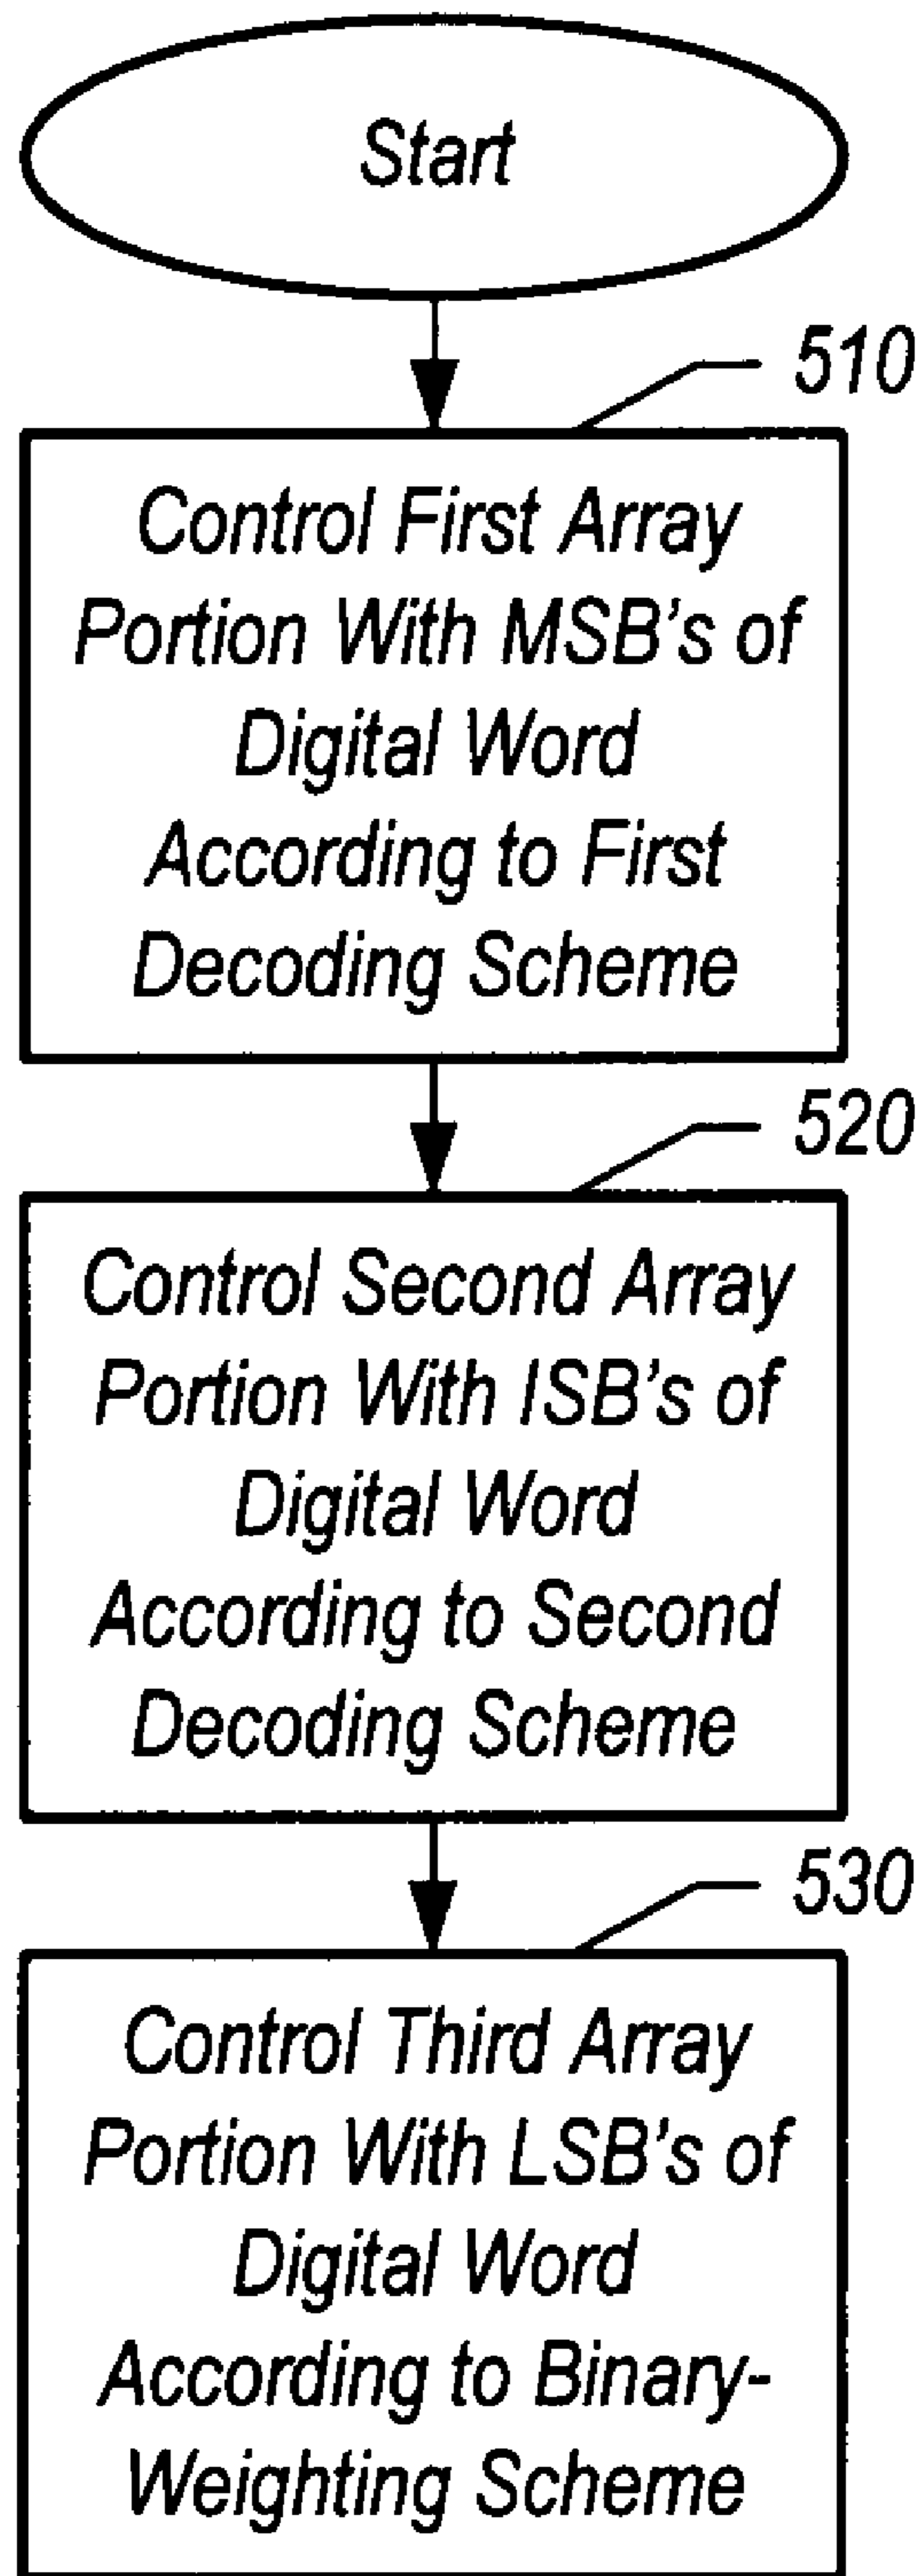 Start
510
Control First Array
Portion With MSB's of
Digital Word
According to First
Decoding Scheme
520
Control Second Array
Portion With ISB's of
Digital Word
According to Second
Decoding Scheme
530
Control Third Array
Portion With LSB's of
Digital Word
According to Binary-
Weighting Scheme